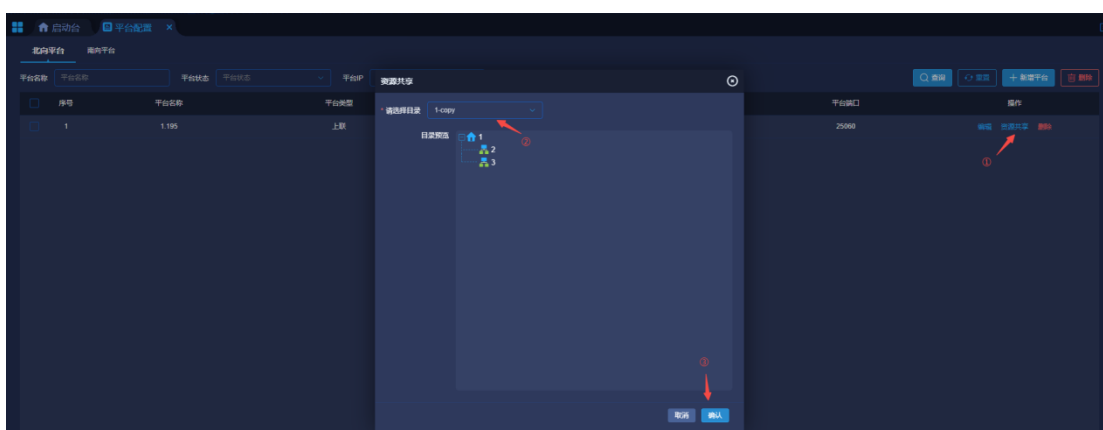 启动台 平台配置 ×
北向平台 南向平台
平台名称 平台名称 平台状态 平台状态 平台IP 查询 重置 + 新增平台 删除
资源共享
序号 平台名称 平台类型 平台端口 操作
1 1.195 上联 25060 编辑 资源共享 删除
* 请选择目录 1-copy
②
目录预览 1
2
3
①
③
取消 确认